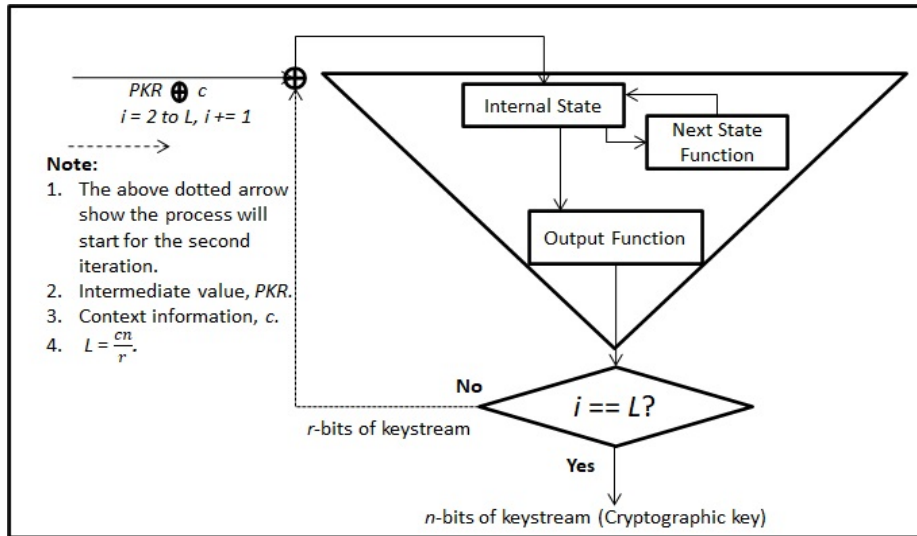 PKR ⊕ c
i = 2 to L, i += 1
Note:
1. The above dotted arrow
show the process will
start for the second
iteration.
2. Intermediate value, PKR.
3. Context information, c.
4. L = cn/r.
Internal State
Next State
Function
Output Function
No
i == L?
r-bits of keystream
Yes
n-bits of keystream (Cryptographic key)